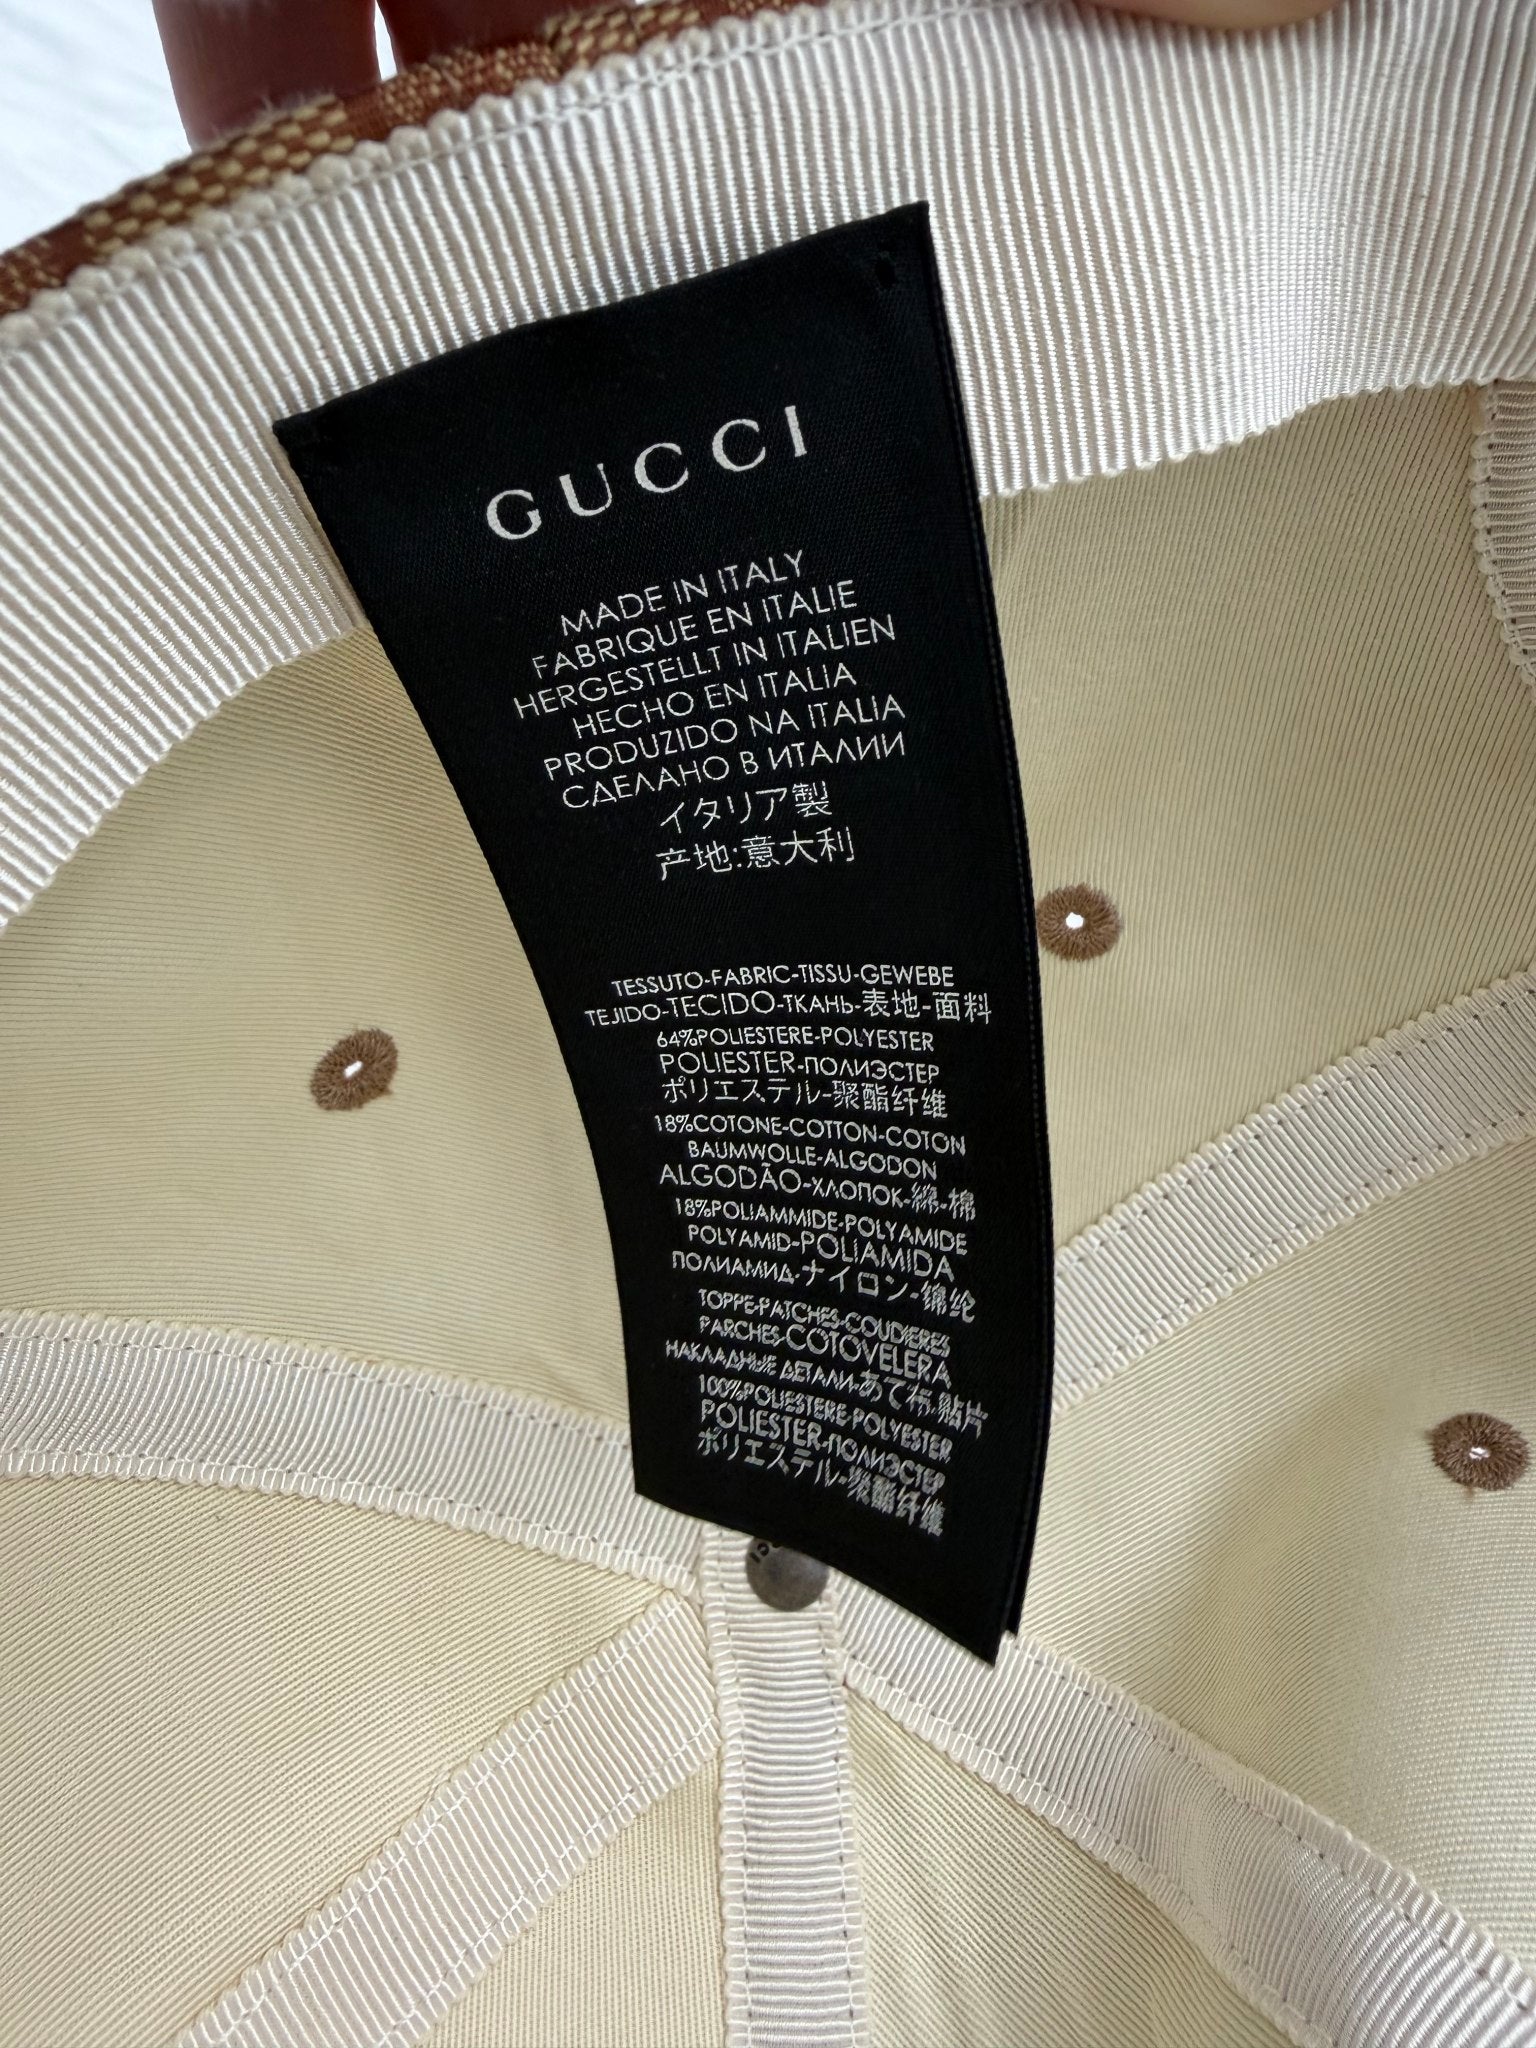 GUCCI
MADE IN ITALY
FABRIQUE EN ITALIE
HERGESTELLT IN ITALIEN
HECHO EN ITALIA
PRODUZIDO NA ITALIA
СДЕЛАНО В ИТАЛИИ
イタリア製
产地:意大利
TESSUTO-FABRIC-TISSU-GEWEBE
TEJIDO-TECIDO-ТКАНЬ-表地-面料
64%POLIESTERE-POLYESTER
POLIESTER-ПОЛИЭСТЕР
ポリエステル-聚酯纤维
18%COTONE-COTTON-COTON
BAUMWOLLE-ALGODON
ALGODÃO-ХЛОПОК-綿-棉
18%POLIAMMIDE-POLYAMIDE
POLYAMID-POLIAMIDA
ПОЛИАМИД-ナイロン-锦纶
TOPPE-PATCHES-COUDIERES
PARCHES-COTOVELERA
НАКЛАДНЫЕ ДЕТАЛИ-あて布-贴片
100%POLIESTERE-POLYESTER
POLIESTER-ПОЛИЭСТЕР
ポリエステル-聚酯纤维